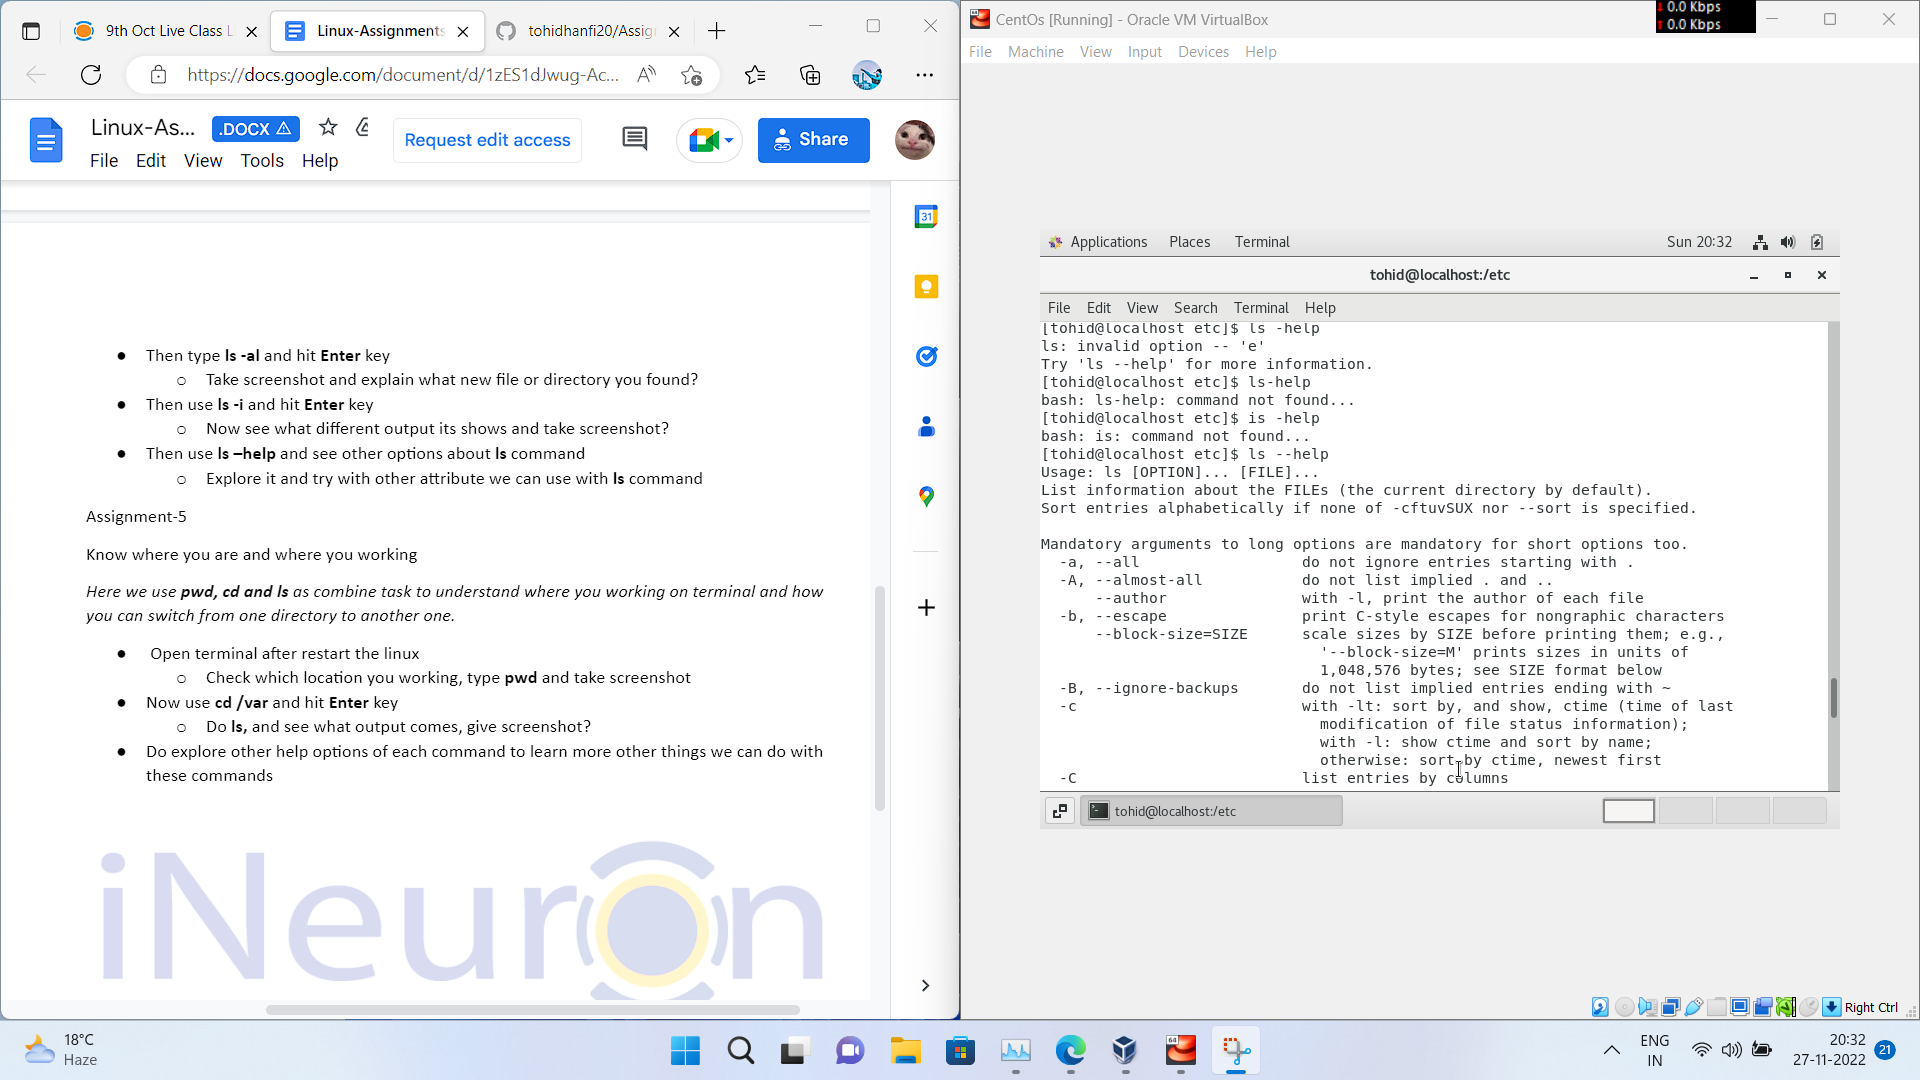 9th Oct Live Class L
Linux-Assignments
tohidhanfi20/Assig
https://docs.google.com/document/d/1zES1dJwug-Ac...
Linux-As...
.DOCX
Request edit access
Share
File Edit View Tools Help
31
● Then type ls -al and hit Enter key
○ Take screenshot and explain what new file or directory you found?
● Then use ls -i and hit Enter key
○ Now see what different output its shows and take screenshot?
● Then use ls –help and see other options about ls command
○ Explore it and try with other attribute we can use with ls command
Assignment-5
Know where you are and where you working
Here we use pwd, cd and ls as combine task to understand where you working on terminal and how
you can switch from one directory to another one.
● Open terminal after restart the linux
○ Check which location you working, type pwd and take screenshot
● Now use cd /var and hit Enter key
○ Do ls, and see what output comes, give screenshot?
● Do explore other help options of each command to learn more other things we can do with
these commands
iNeuron
CentOs [Running] - Oracle VM VirtualBox
0.0 Kbps
0.0 Kbps
File Machine View Input Devices Help
Applications Places Terminal Sun 20:32
tohid@localhost:/etc
File Edit View Search Terminal Help
[tohid@localhost etc]$ ls -help
ls: invalid option -- 'e'
Try 'ls --help' for more information.
[tohid@localhost etc]$ ls-help
bash: ls-help: command not found...
[tohid@localhost etc]$ is -help
bash: is: command not found...
[tohid@localhost etc]$ ls --help
Usage: ls [OPTION]... [FILE]...
List information about the FILEs (the current directory by default).
Sort entries alphabetically if none of -cftuvSUX nor --sort is specified.
Mandatory arguments to long options are mandatory for short options too.
-a, --all do not ignore entries starting with .
-A, --almost-all do not list implied . and ..
--author with -l, print the author of each file
-b, --escape print C-style escapes for nongraphic characters
--block-size=SIZE scale sizes by SIZE before printing them; e.g.,
'--block-size=M' prints sizes in units of
1,048,576 bytes; see SIZE format below
-B, --ignore-backups do not list implied entries ending with ~
-c with -lt: sort by, and show, ctime (time of last
modification of file status information);
with -l: show ctime and sort by name;
otherwise: sort by ctime, newest first
-C list entries by columns
tohid@localhost:/etc
Right Ctrl
18°C
Haze
64
ENG
IN
20:32
27-11-2022
21